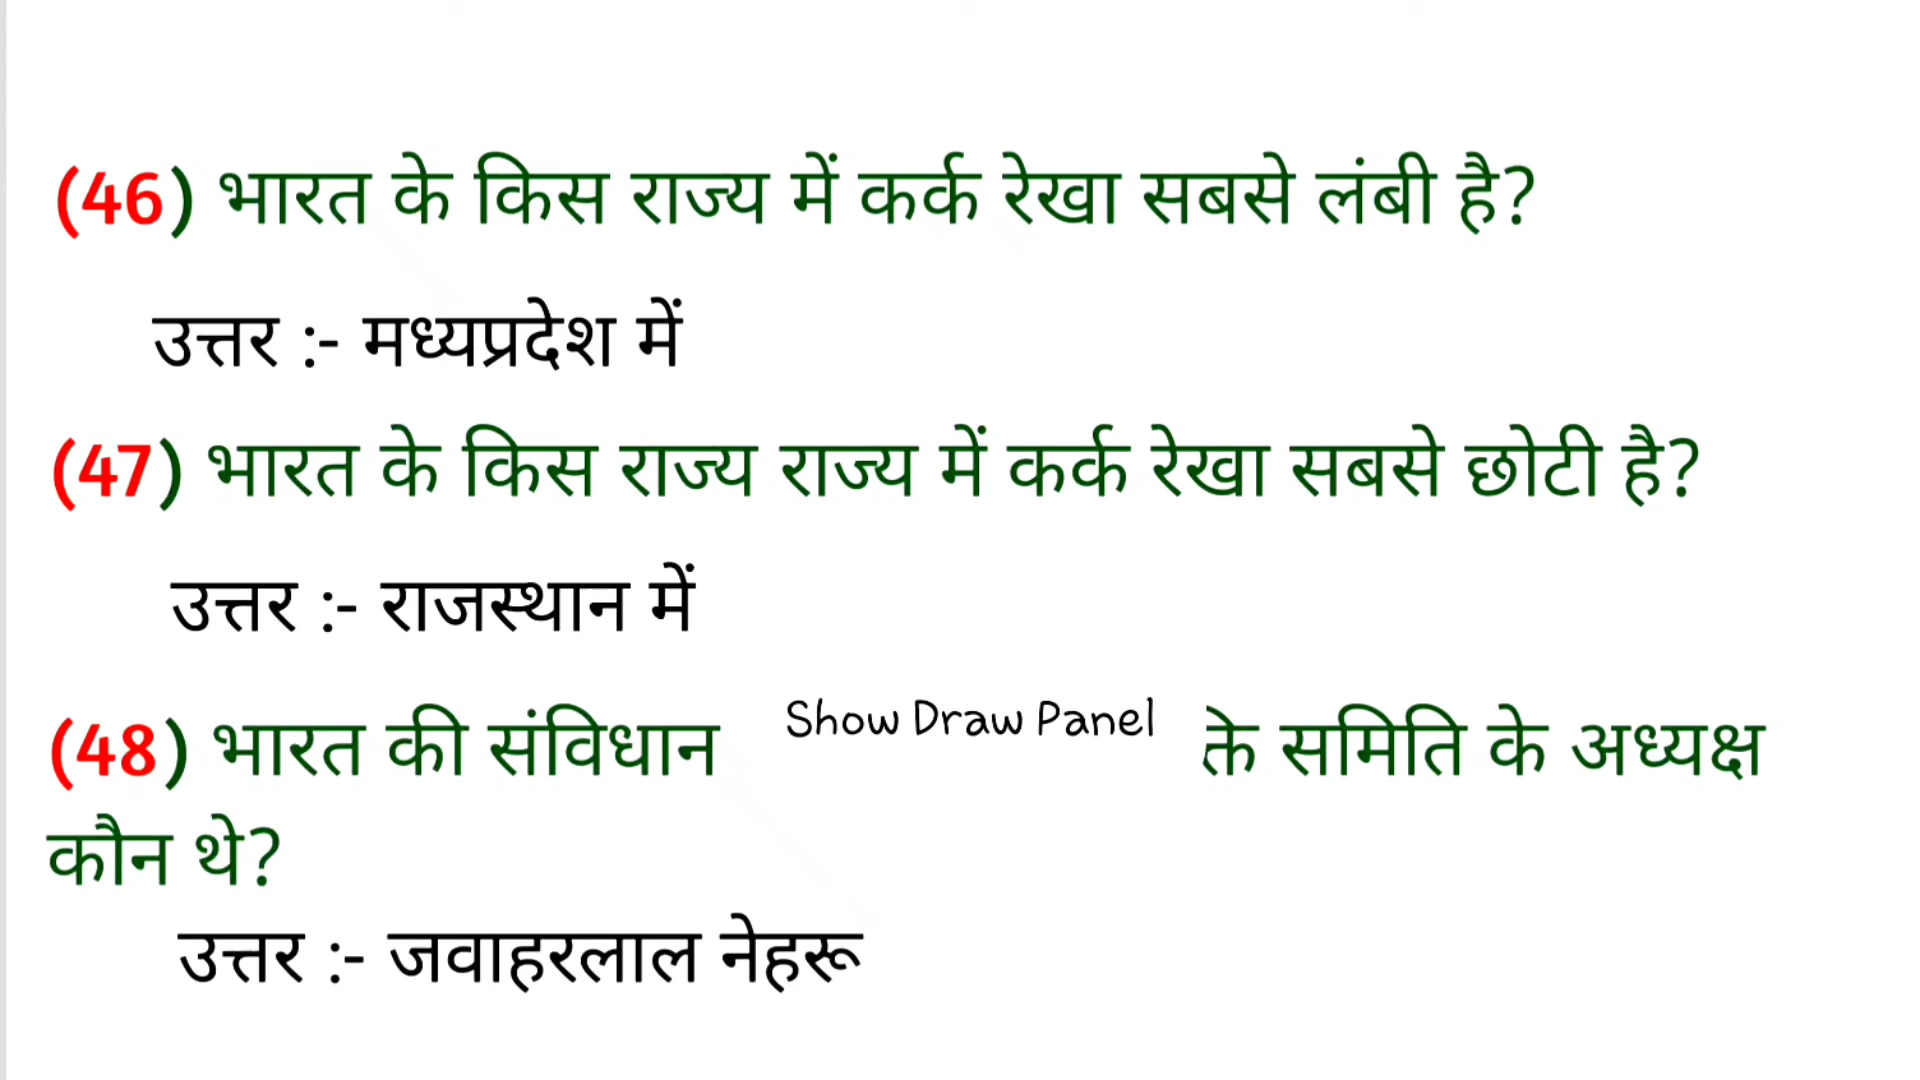 (46) भारत के किस राज्य में कर्क रेखा सबसे लंबी है?
उत्तर :- मध्यप्रदेश में
(47) भारत के किस राज्य राज्य में कर्क रेखा सबसे छोटी है?
उत्तर :- राजस्थान में
(48) भारत की संविधान Show Draw Panel के समिति के अध्यक्ष
कौन थे?
उत्तर :- जवाहरलाल नेहरू